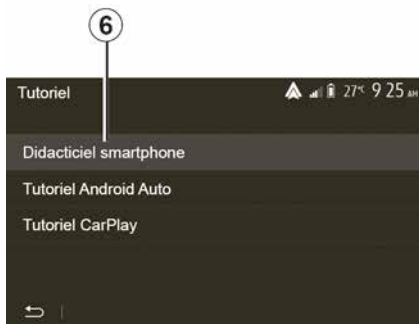 6
Tutoriel 27°C 9 25 AM
Didacticiel smartphone
Tutoriel Android Auto
Tutoriel CarPlay